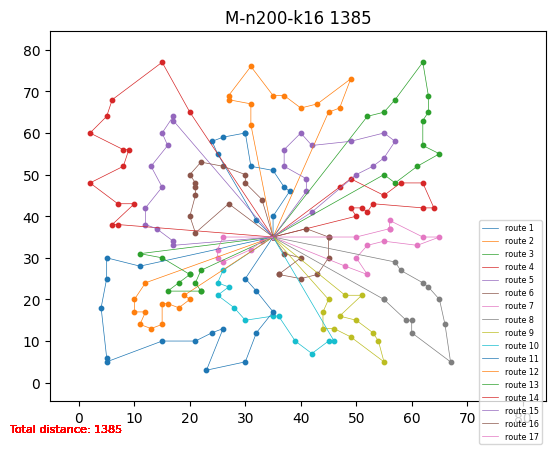 M-n200-k16 1385
80
70
60
50
40
30
20
10
0
0
10
20
30
40
50
60
70
80
route 1
route 2
route 3
route 4
route 5
route 6
route 7
route 8
route 9
route 10
route 11
route 12
route 13
route 14
route 15
route 16
route 17
Total distance: 1385